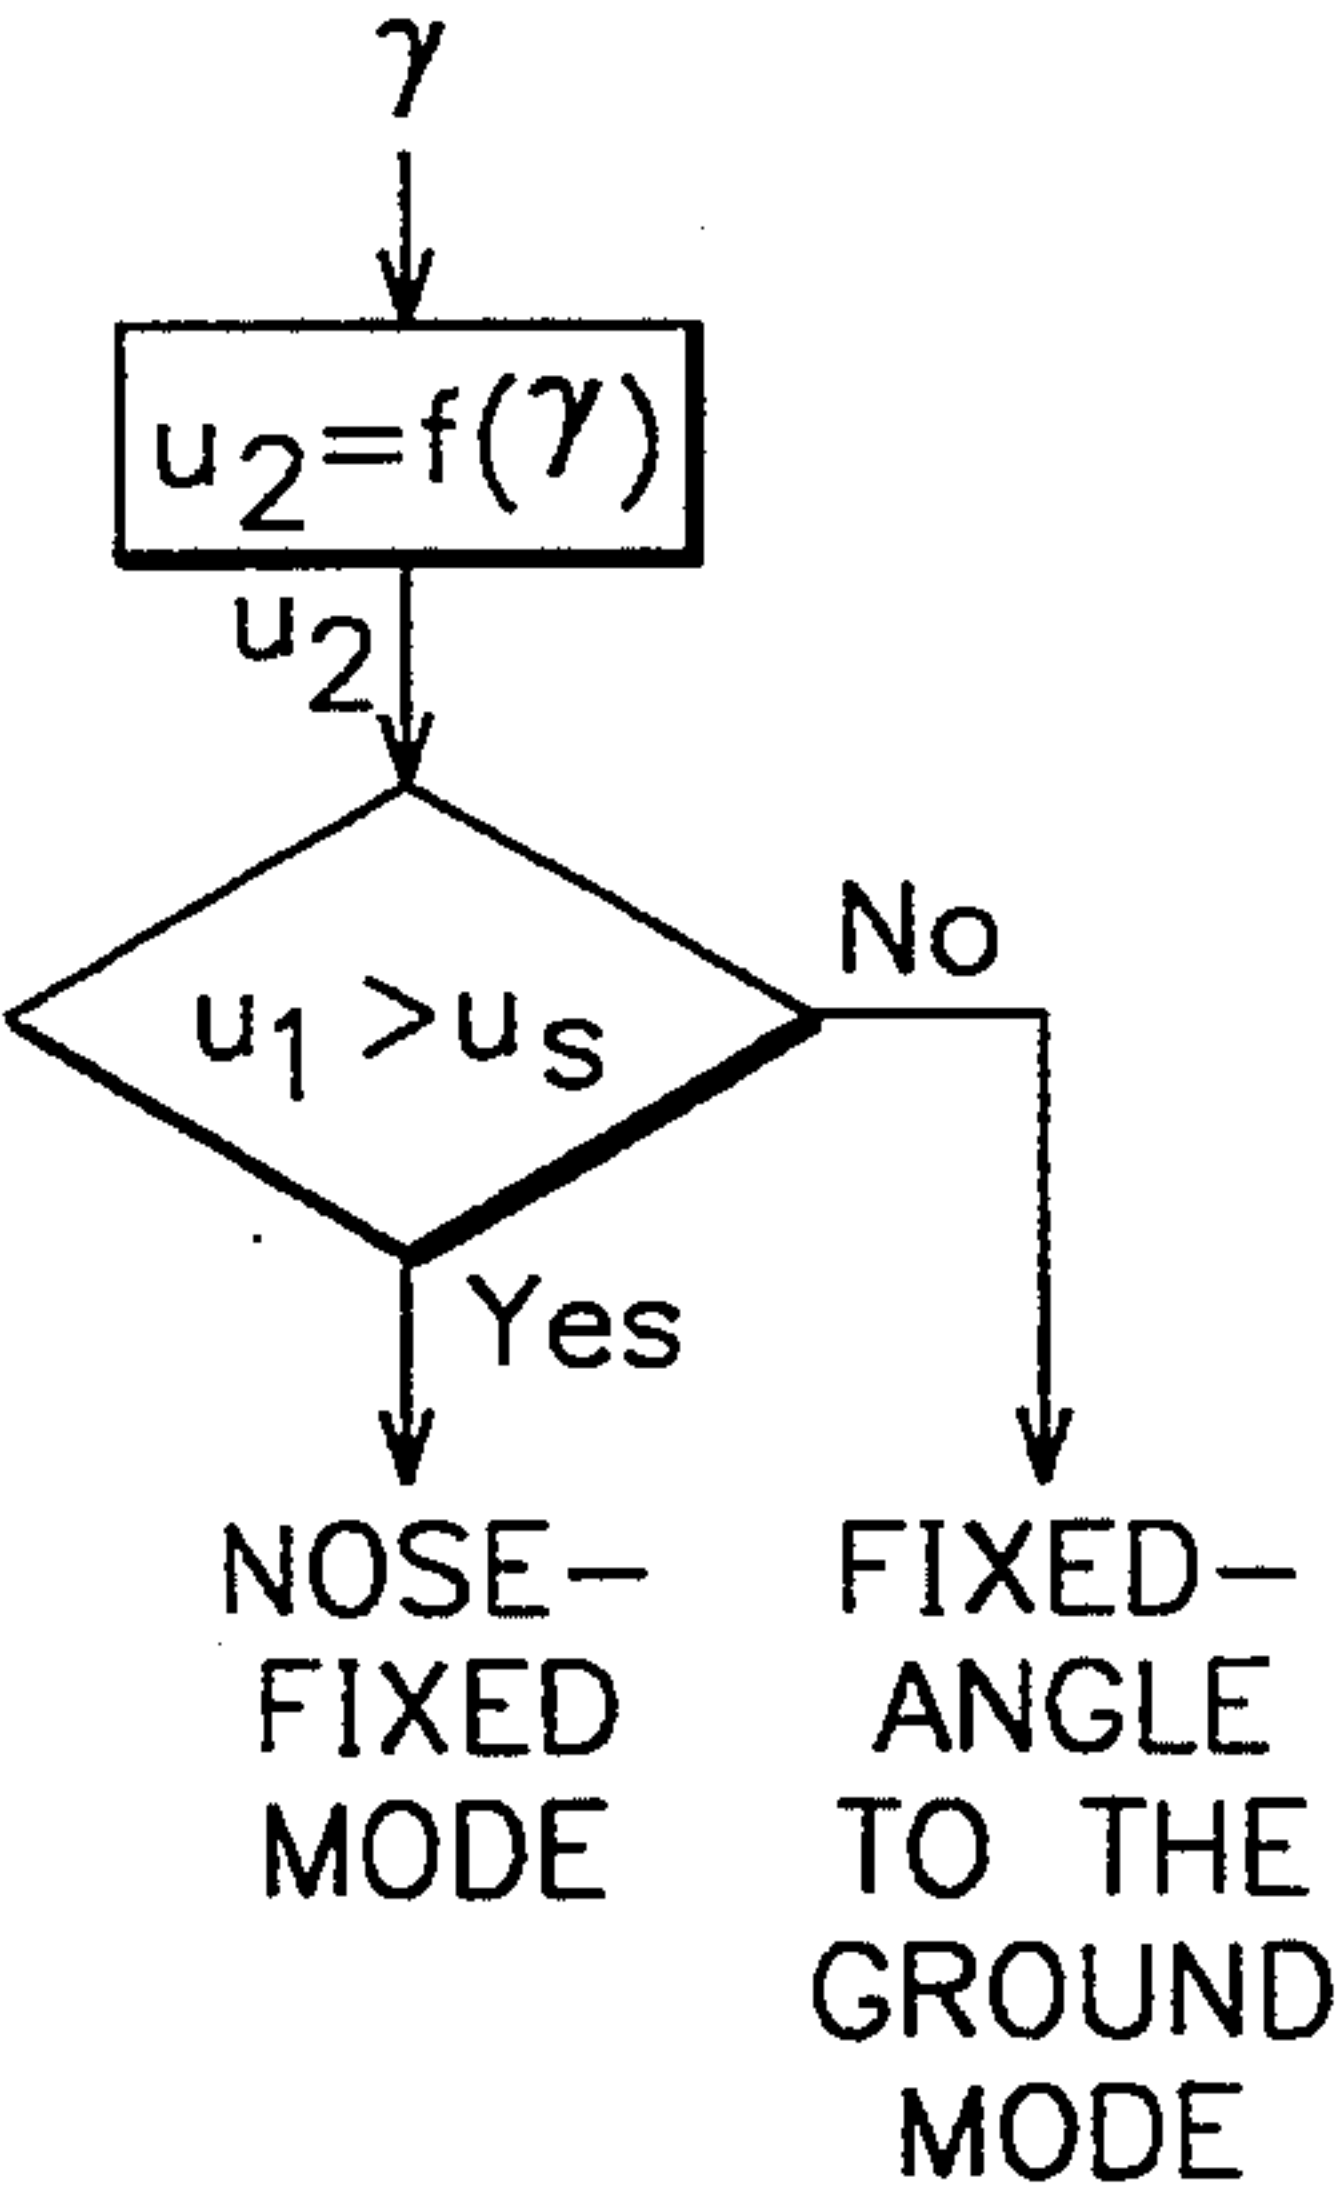 γ
u₂=f(γ)
u₂
u₁>uₛ
No
Yes
NOSE–
FIXED
MODE
FIXED–
ANGLE
TO THE
GROUND
MODE